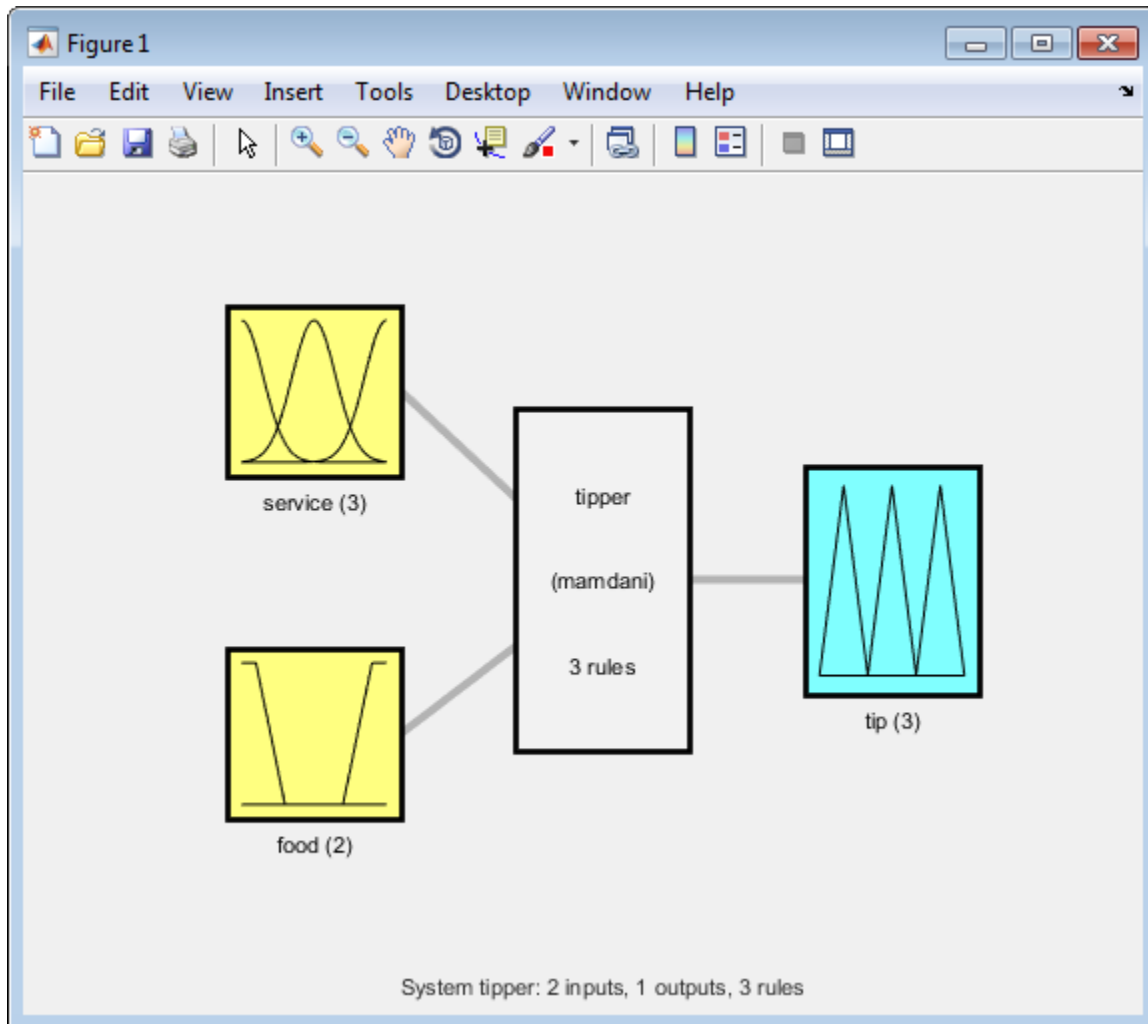 Figure 1
File Edit View Insert Tools Desktop Window Help
service (3)
tipper
(mamdani)
3 rules
food (2)
tip (3)
System tipper: 2 inputs, 1 outputs, 3 rules